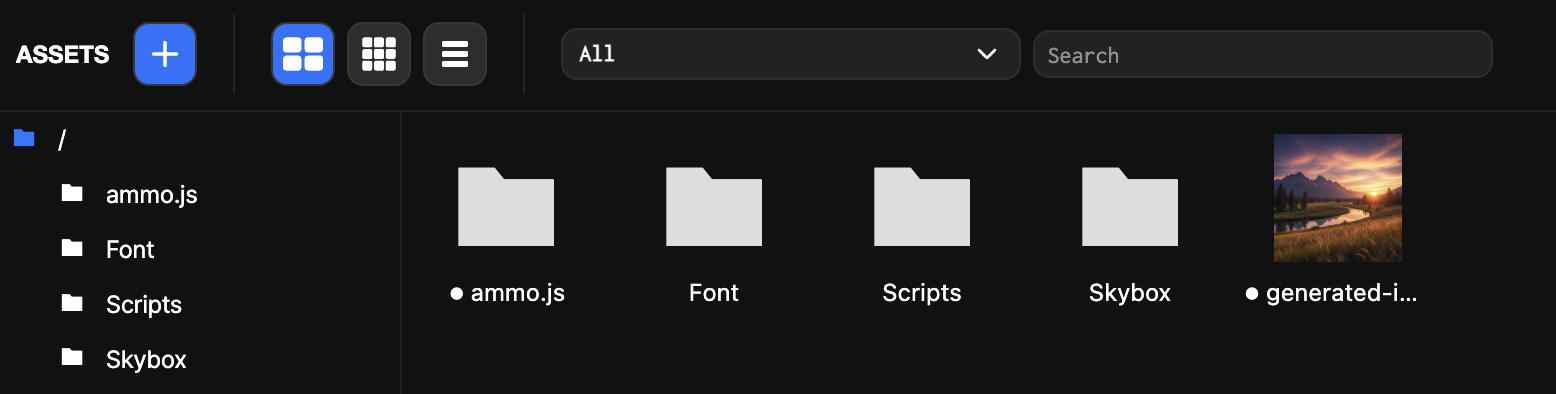 ASSETS
All
Search
/
ammo.js
Font
Scripts
Skybox
ammo.js
Font
Scripts
Skybox
generated-i...